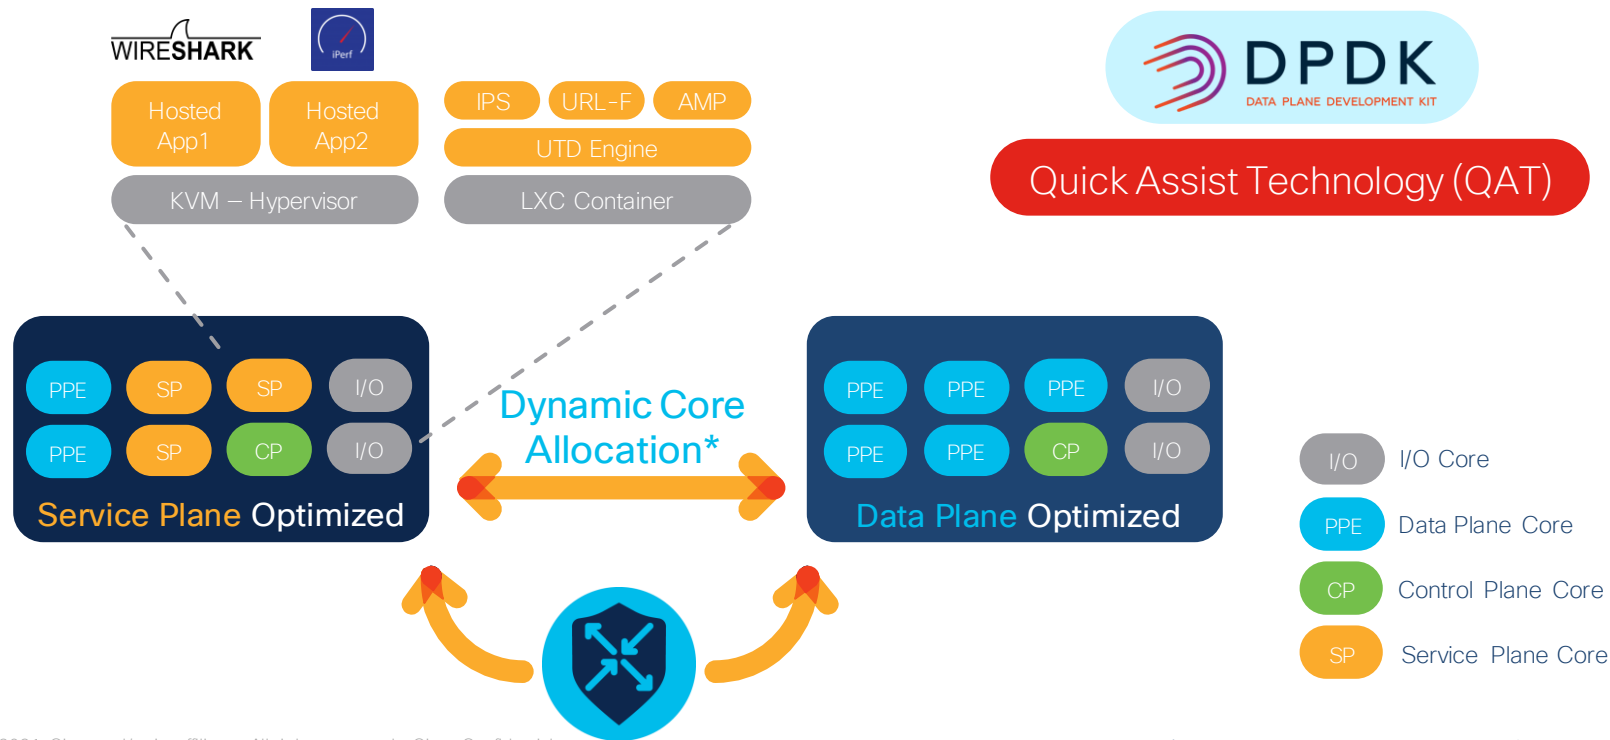 WIRESHARK
iPerf
Hosted App1
Hosted App2
IPS
URL-F
AMP
UTD Engine
KVM – Hypervisor
LXC Container
DPDK
DATA PLANE DEVELOPMENT KIT
Quick Assist Technology (QAT)
PPE SP SP I/O
PPE SP CP I/O
Service Plane Optimized
Dynamic Core
Allocation*
PPE PPE PPE I/O
PPE PPE CP I/O
Data Plane Optimized
I/O I/O Core
PPE Data Plane Core
CP Control Plane Core
SP Service Plane Core